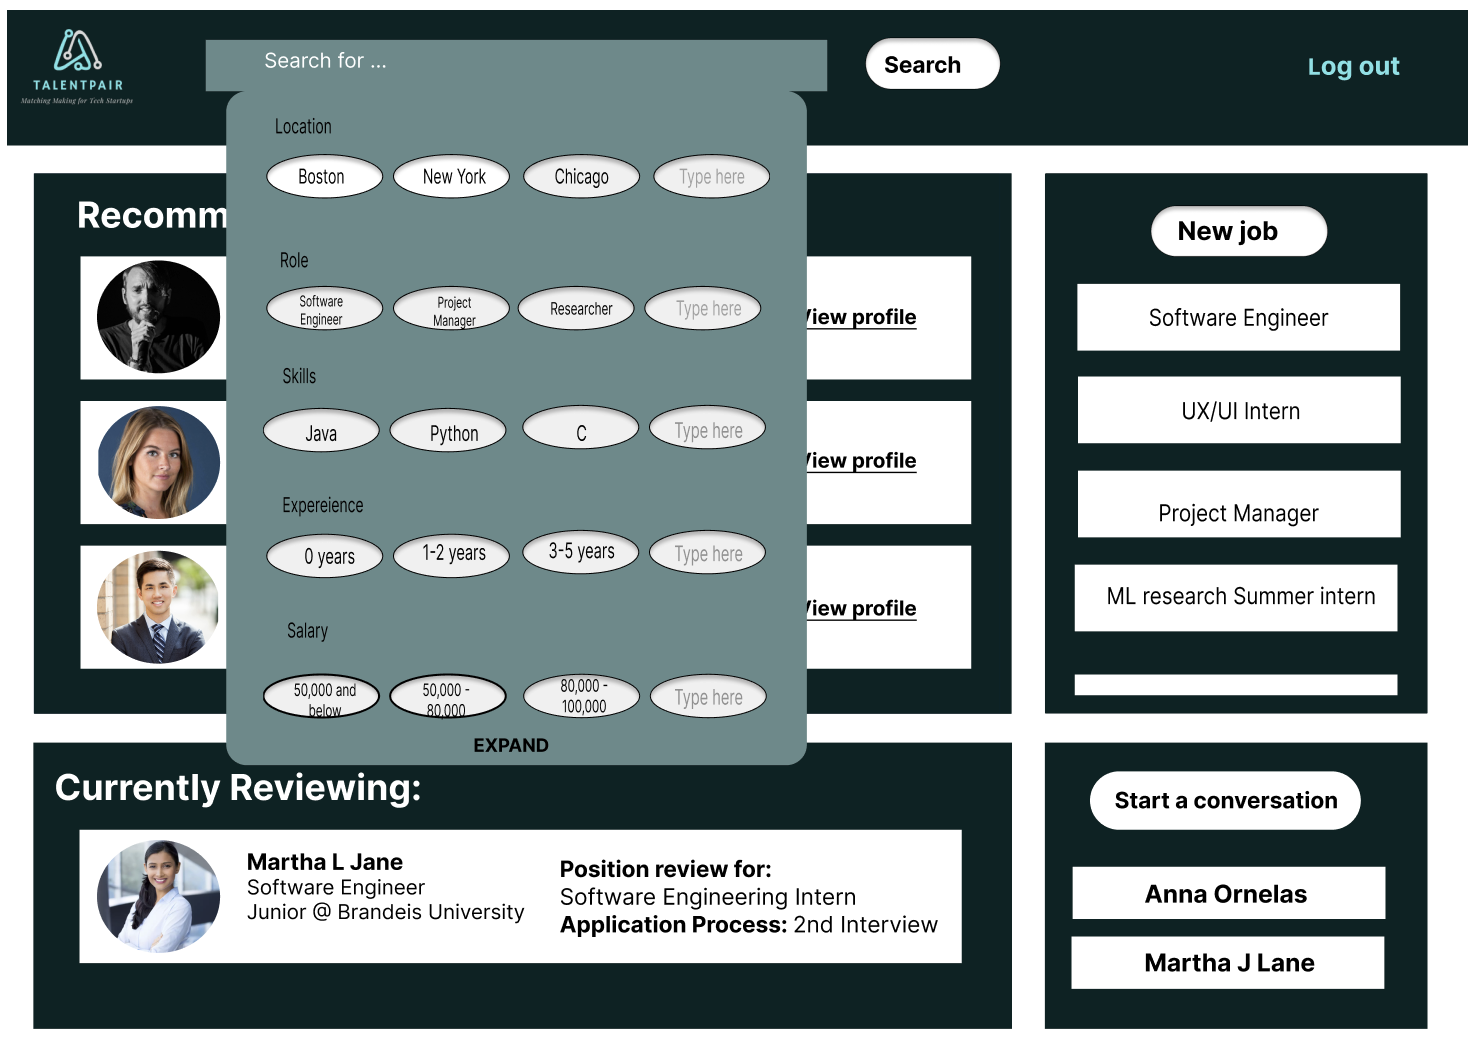 TALENTPAIR
Matching Making for Tech Startups
Search for ...
Search
Log out
Location
Boston
New York
Chicago
Type here
Role
Software
Engineer
Project
Manager
Researcher
Type here
Skills
Java
Python
C
Type here
Expereience
0 years
1-2 years
3-5 years
Type here
Salary
50,000 and
below
50,000 -
80,000
80,000 -
100,000
Type here
EXPAND
Recomm
View profile
View profile
View profile
New job
Software Engineer
UX/UI Intern
Project Manager
ML research Summer intern
Currently Reviewing:
Martha L Jane
Software Engineer
Junior @ Brandeis University
Position review for:
Software Engineering Intern
Application Process: 2nd Interview
Start a conversation
Anna Ornelas
Martha J Lane